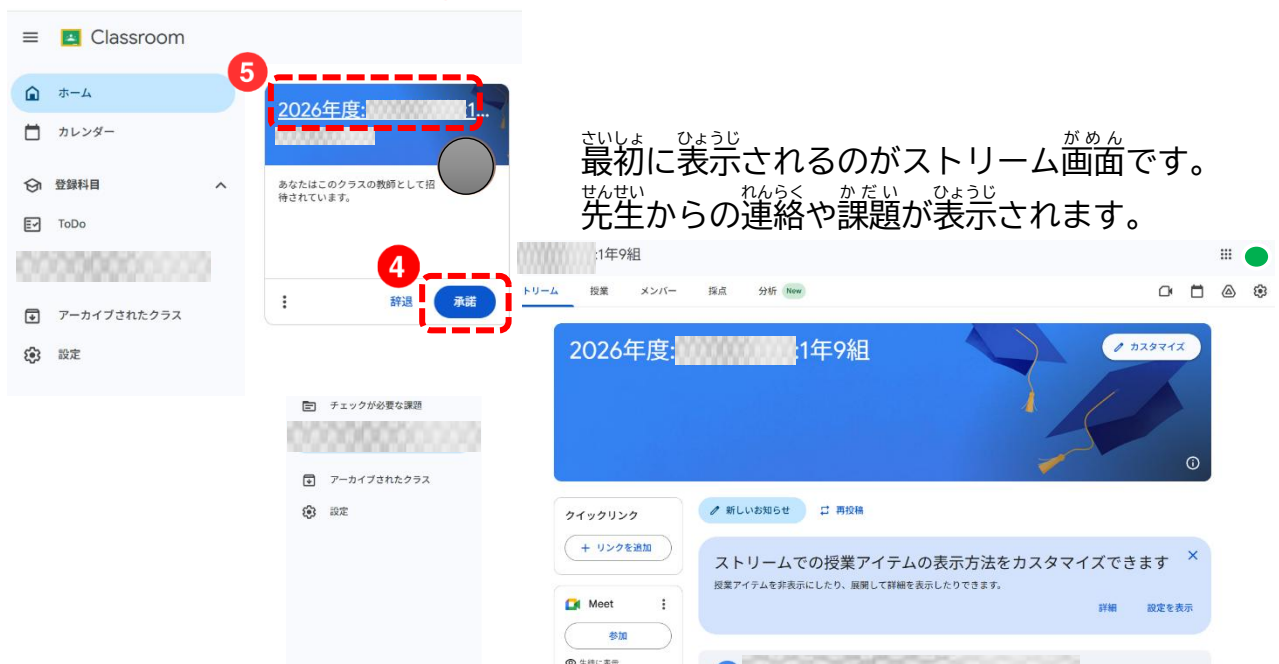 Classroom
ホーム
カレンダー
登録科目
ToDo
アーカイブされたクラス
設定
5
2026年度:
1...
あなたはこのクラスの教師として招
待されています。
4
辞退
承諾
さいしょ ひょうじ がめん
最初に表示されるのがストリーム画面です。
せんせい れんらく かだい ひょうじ
先生からの連絡や課題が表示されます。
:1年9組
トリーム 授業 メンバー 採点 分析 New
2026年度: :1年9組
カスタマイズ
チェックが必要な課題
アーカイブされたクラス
設定
クイックリンク
+ リンクを追加
Meet
参加
生徒に表示
新しいお知らせ 再投稿
ストリームでの授業アイテムの表示方法をカスタマイズできます
授業アイテムを非表示にしたり、展開して詳細を表示したりできます。
詳細 設定を表示